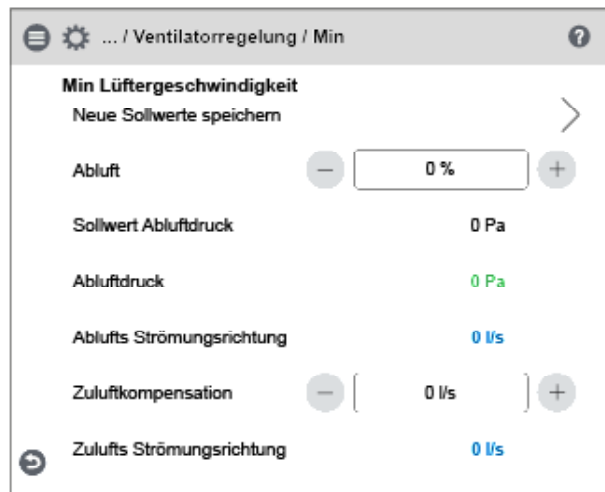 ... / Ventilatorregelung / Min
Min Lüftergeschwindigkeit
Neue Sollwerte speichern
Abluft − 0 % +
Sollwert Abluftdruck 0 Pa
Abluftdruck 0 Pa
Ablufts Strömungsrichtung 0 l/s
Zuluftkompensation − 0 l/s +
Zulufts Strömungsrichtung 0 l/s